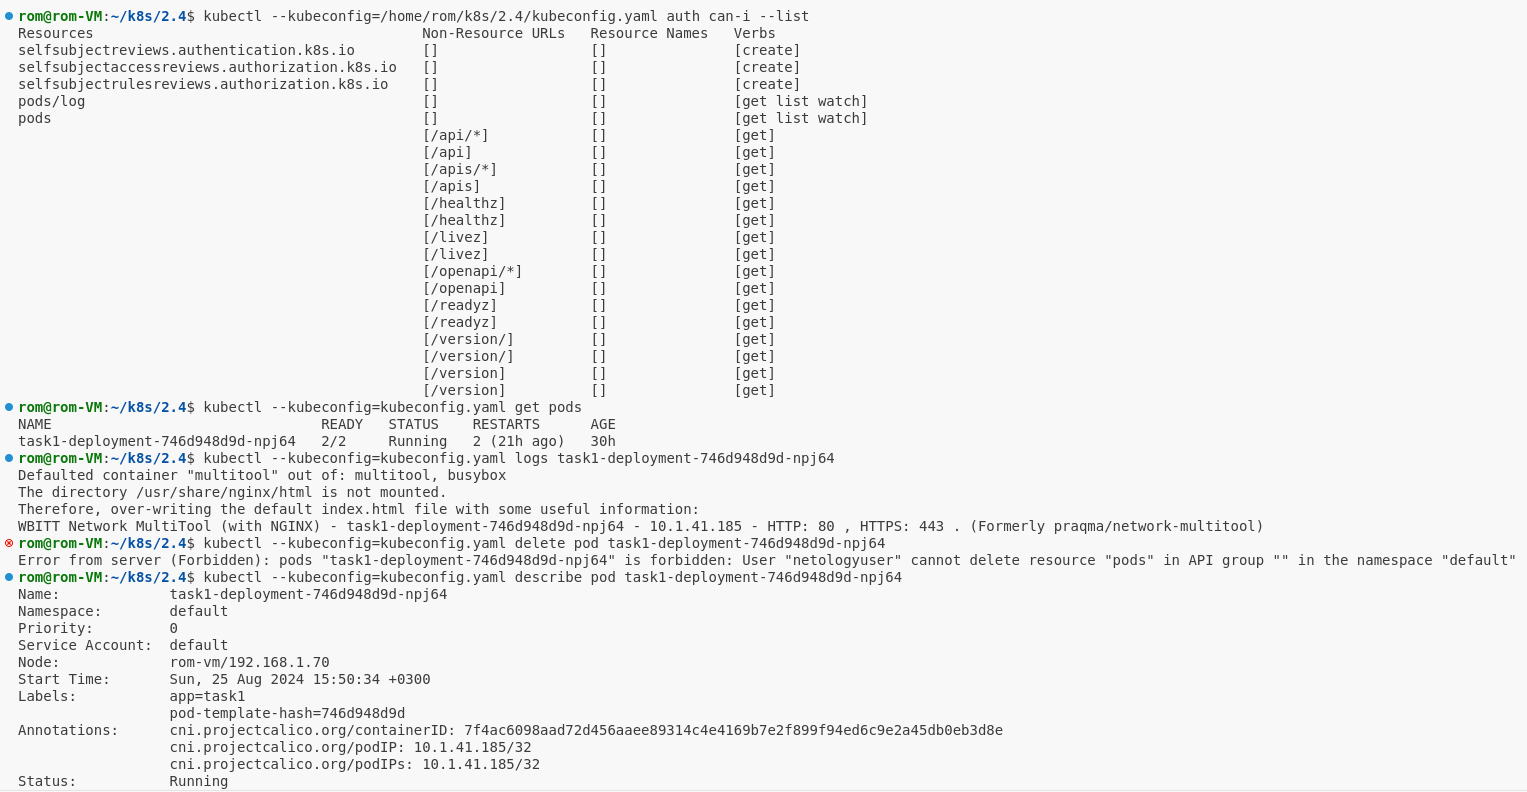 rom@rom-VM:~/k8s/2.4$ kubectl --kubeconfig=/home/rom/k8s/2.4/kubeconfig.yaml auth can-i --list
Resources                                       Non-Resource URLs   Resource Names   Verbs
selfsubjectreviews.authentication.k8s.io        []                  []               [create]
selfsubjectaccessreviews.authorization.k8s.io   []                  []               [create]
selfsubjectrulesreviews.authorization.k8s.io    []                  []               [create]
pods/log                                        []                  []               [get list watch]
pods                                            []                  []               [get list watch]
                                                [/api/*]            []               [get]
                                                [/api]              []               [get]
                                                [/apis/*]           []               [get]
                                                [/apis]             []               [get]
                                                [/healthz]          []               [get]
                                                [/healthz]          []               [get]
                                                [/livez]            []               [get]
                                                [/livez]            []               [get]
                                                [/openapi/*]        []               [get]
                                                [/openapi]          []               [get]
                                                [/readyz]           []               [get]
                                                [/readyz]           []               [get]
                                                [/version/]         []               [get]
                                                [/version/]         []               [get]
                                                [/version]          []               [get]
                                                [/version]          []               [get]
rom@rom-VM:~/k8s/2.4$ kubectl --kubeconfig=kubeconfig.yaml get pods
NAME                                READY   STATUS    RESTARTS      AGE
task1-deployment-746d948d9d-npj64   2/2     Running   2 (21h ago)   30h
rom@rom-VM:~/k8s/2.4$ kubectl --kubeconfig=kubeconfig.yaml logs task1-deployment-746d948d9d-npj64
Defaulted container "multitool" out of: multitool, busybox
The directory /usr/share/nginx/html is not mounted.
Therefore, over-writing the default index.html file with some useful information:
WBITT Network MultiTool (with NGINX) - task1-deployment-746d948d9d-npj64 - 10.1.41.185 - HTTP: 80 , HTTPS: 443 . (Formerly praqma/network-multitool)
rom@rom-VM:~/k8s/2.4$ kubectl --kubeconfig=kubeconfig.yaml delete pod task1-deployment-746d948d9d-npj64
Error from server (Forbidden): pods "task1-deployment-746d948d9d-npj64" is forbidden: User "netologyuser" cannot delete resource "pods" in API group "" in the namespace "default"
rom@rom-VM:~/k8s/2.4$ kubectl --kubeconfig=kubeconfig.yaml describe pod task1-deployment-746d948d9d-npj64
Name:             task1-deployment-746d948d9d-npj64
Namespace:        default
Priority:         0
Service Account:  default
Node:             rom-vm/192.168.1.70
Start Time:       Sun, 25 Aug 2024 15:50:34 +0300
Labels:           app=task1
                  pod-template-hash=746d948d9d
Annotations:      cni.projectcalico.org/containerID: 7f4ac6098aad72d456aaee89314c4e4169b7e2f899f94ed6c9e2a45db0eb3d8e
                  cni.projectcalico.org/podIP: 10.1.41.185/32
                  cni.projectcalico.org/podIPs: 10.1.41.185/32
Status:           Running